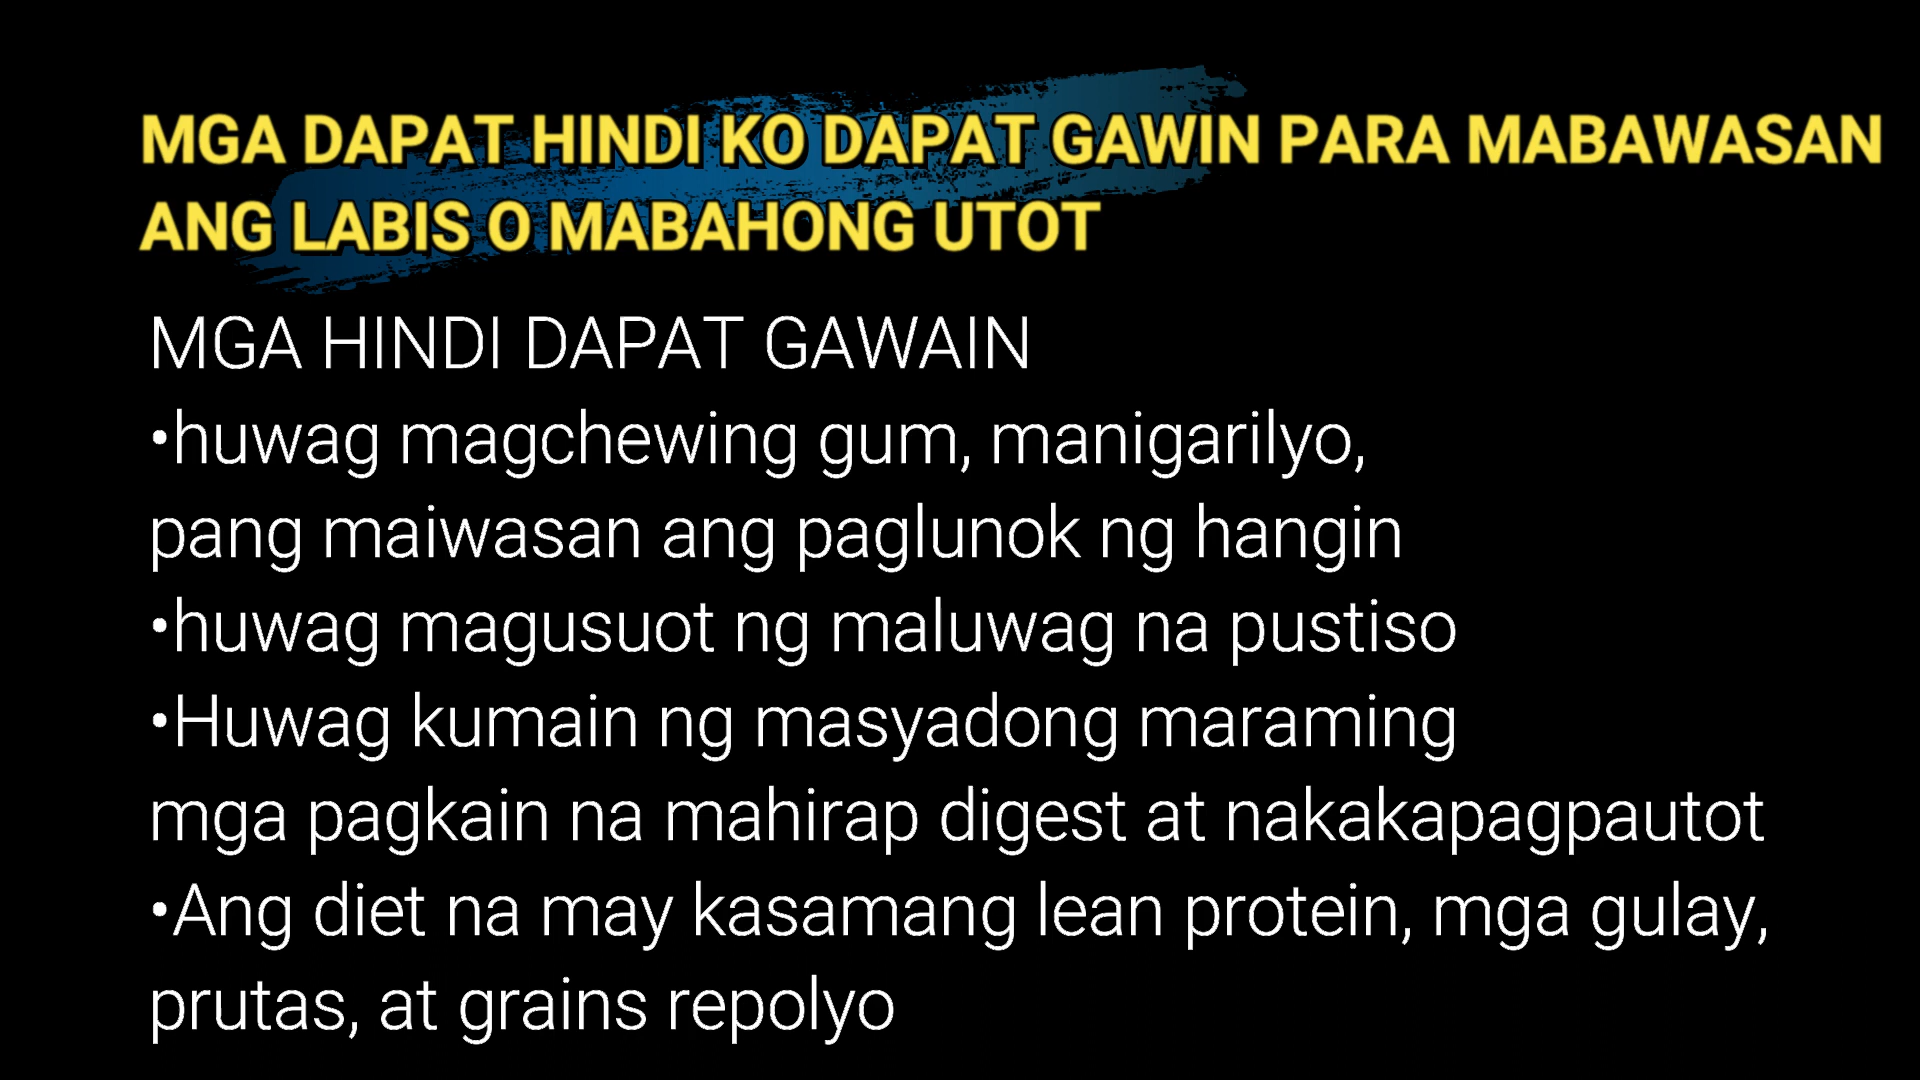 MGA DAPAT HINDI KO DAPAT GAWIN PARA MABAWASAN
ANG LABIS O MABAHONG UTOT
MGA HINDI DAPAT GAWAIN
•huwag magchewing gum, manigarilyo,
pang maiwasan ang paglunok ng hangin
•huwag magusuot ng maluwag na pustiso
•Huwag kumain ng masyadong maraming
mga pagkain na mahirap digest at nakakapagpautot
•Ang diet na may kasamang lean protein, mga gulay,
prutas, at grains repolyo